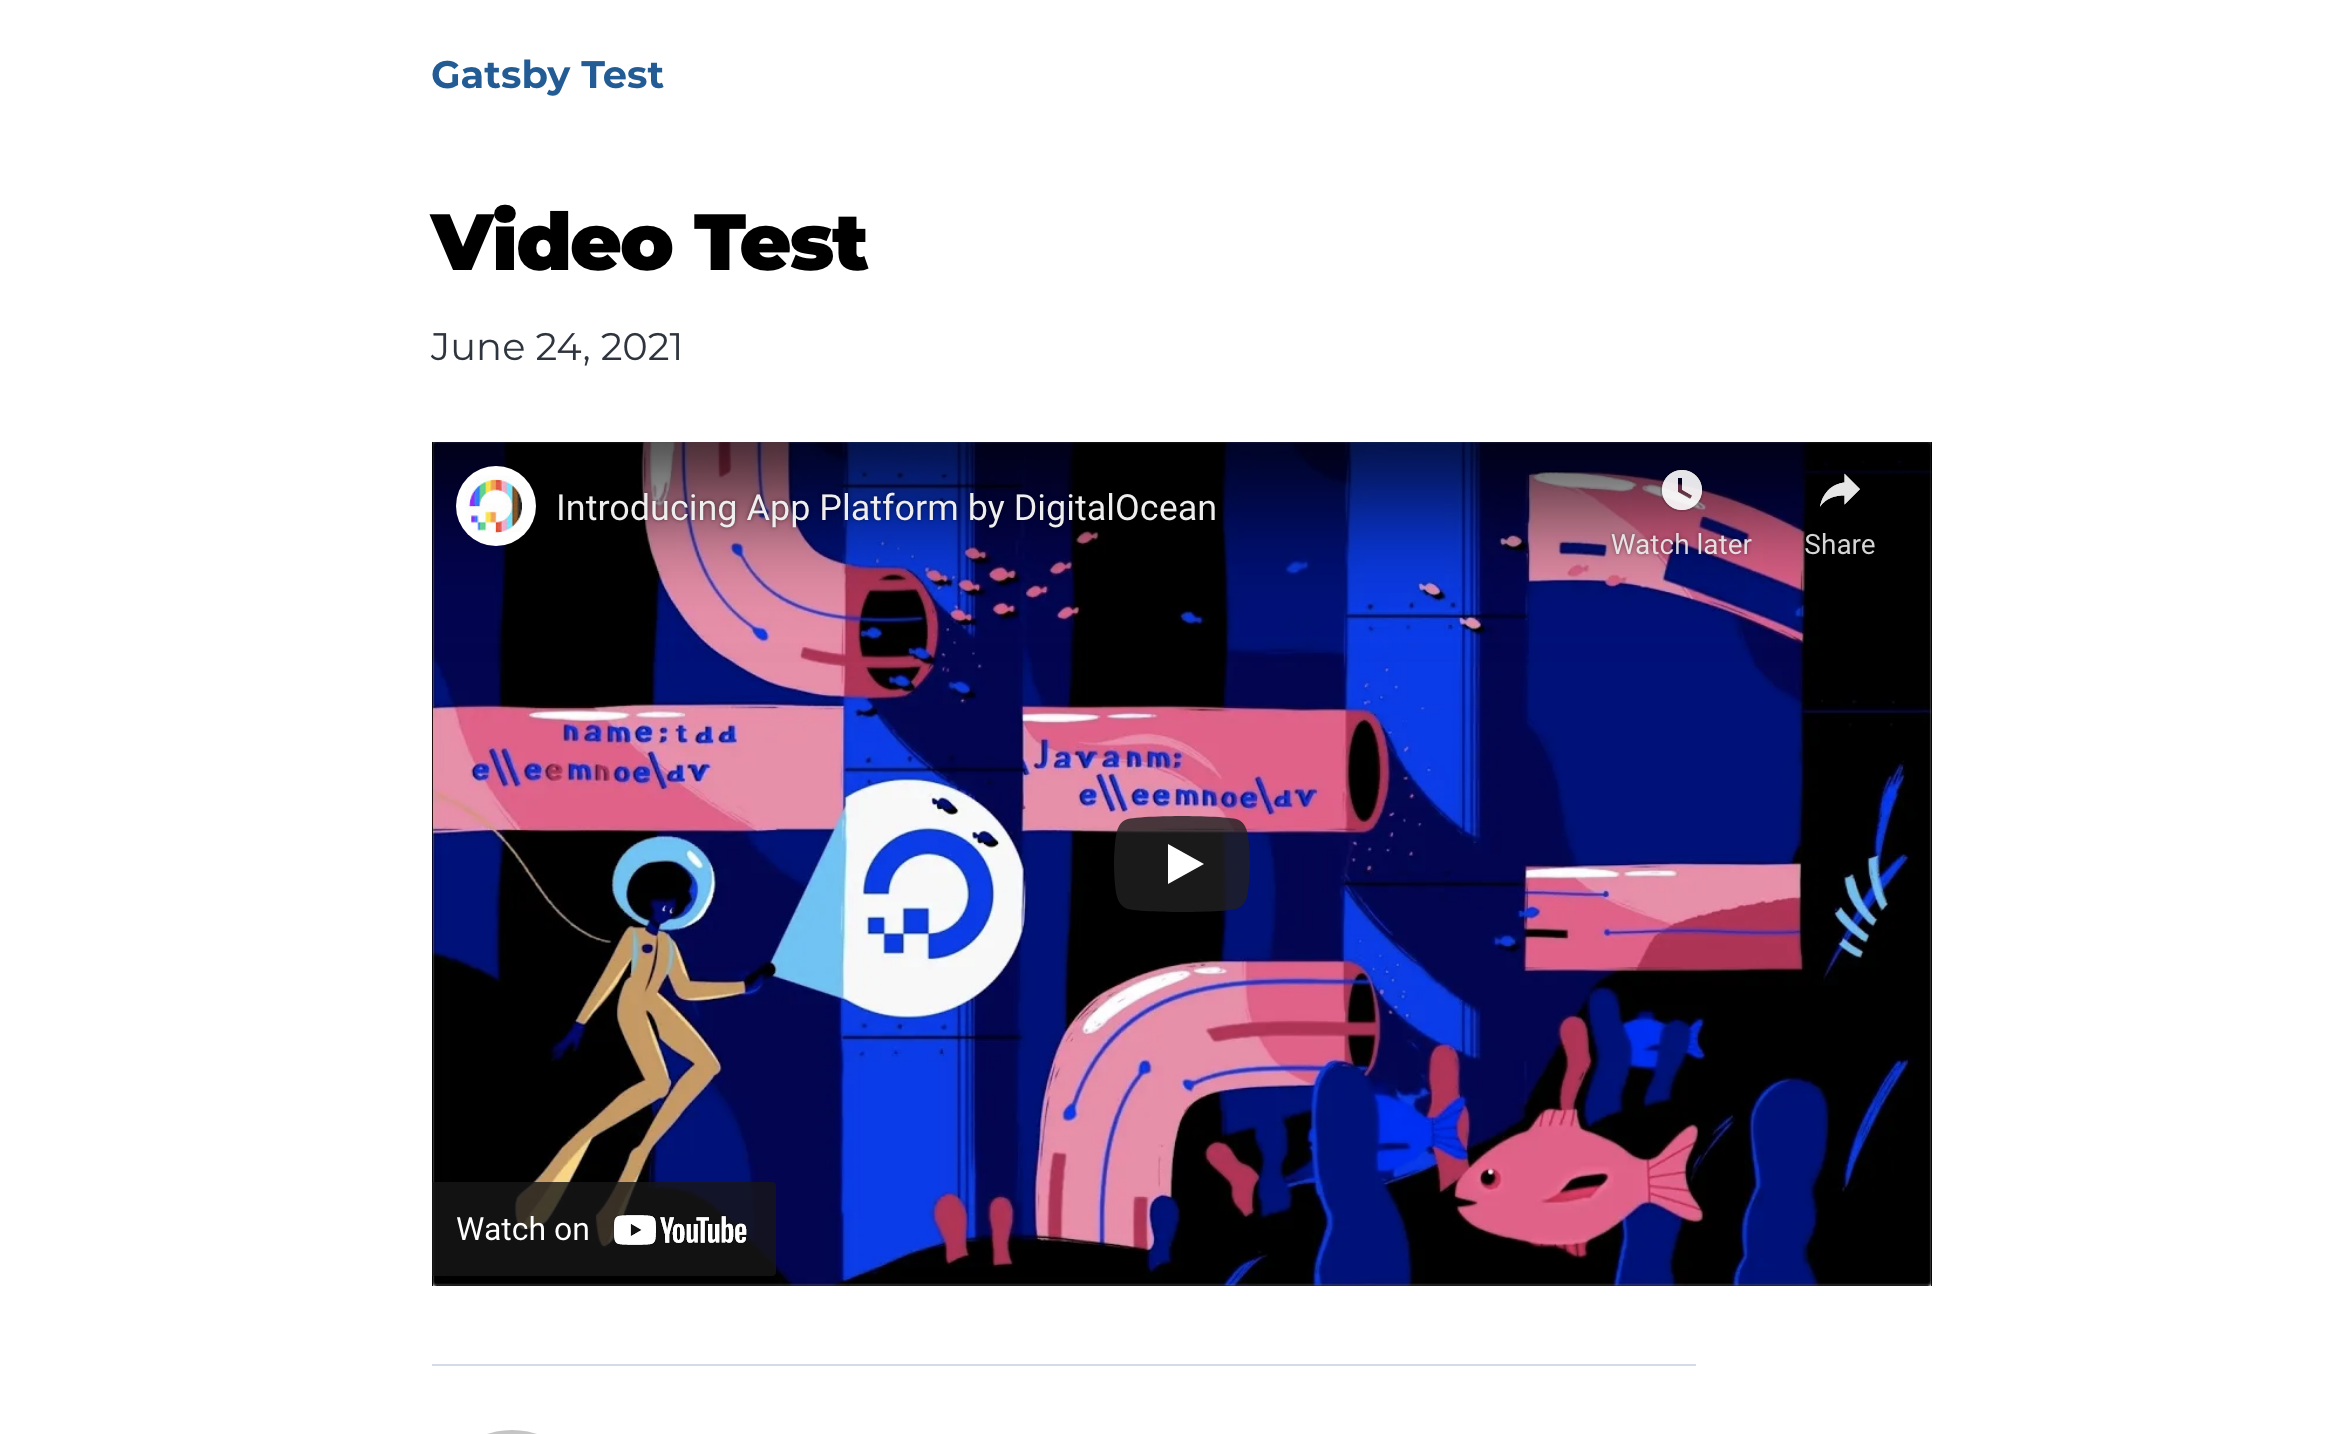 Gatsby Test
Video Test
June 24, 2021
Introducing App Platform by DigitalOcean
Watch later
Share
name;tdd
e\\eemnoe\dv
Javanm:
e\\eemnoe\dv
Watch on YouTube